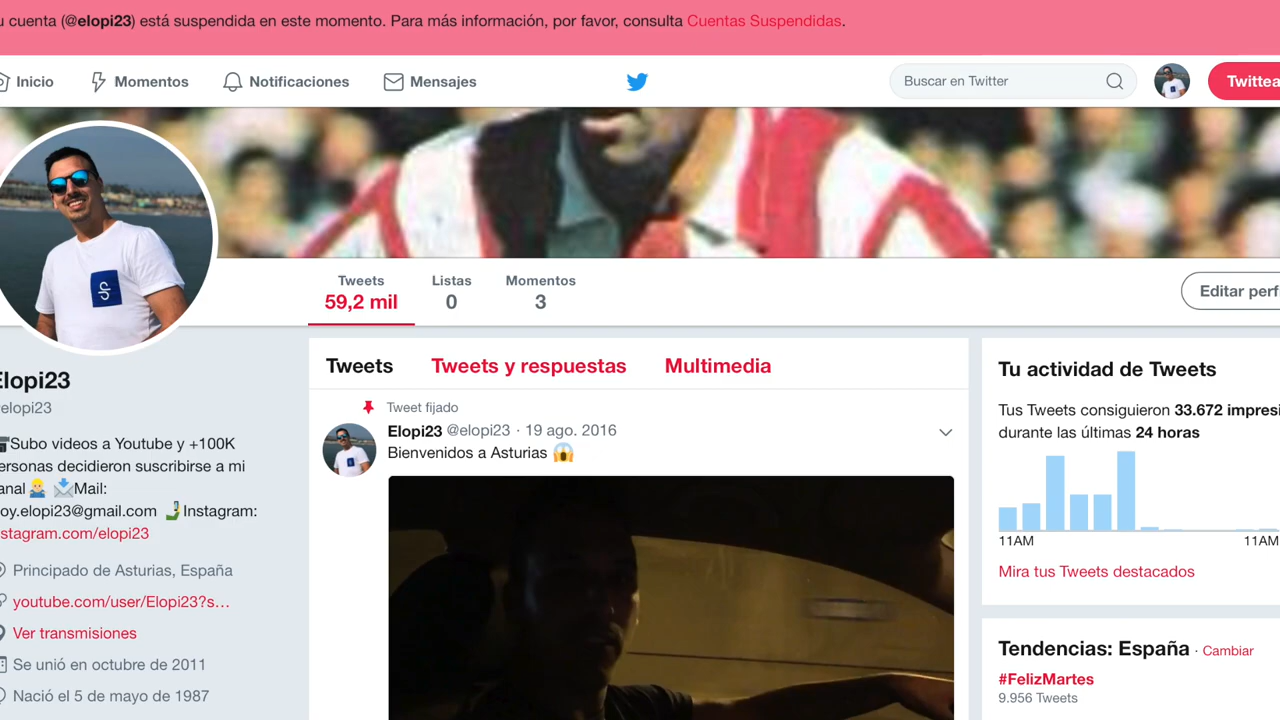 cuenta (@elopi23) está suspendida en este momento. Para más información, por favor, consulta Cuentas Suspendidas.
Inicio Momentos Notificaciones Mensajes Buscar en Twitter Twittea
Tweets Listas Momentos
59,2 mil 0 3
Editar perf
Elopi23
elopi23
Subo videos a Youtube y +100K
ersonas decidieron suscribirse a mi
anal Mail:
oy.elopi23@gmail.com Instagram:
nstagram.com/elopi23
Principado de Asturias, España
youtube.com/user/Elopi23?s...
Ver transmisiones
Se unió en octubre de 2011
Nació el 5 de mayo de 1987
Tweets Tweets y respuestas Multimedia
Tweet fijado
Elopi23 @elopi23 · 19 ago. 2016
Bienvenidos a Asturias 😱
Tu actividad de Tweets
Tus Tweets consiguieron 33.672 impresi
durante las últimas 24 horas
11AM 11AM
Mira tus Tweets destacados
Tendencias: España · Cambiar
#FelizMartes
9.956 Tweets